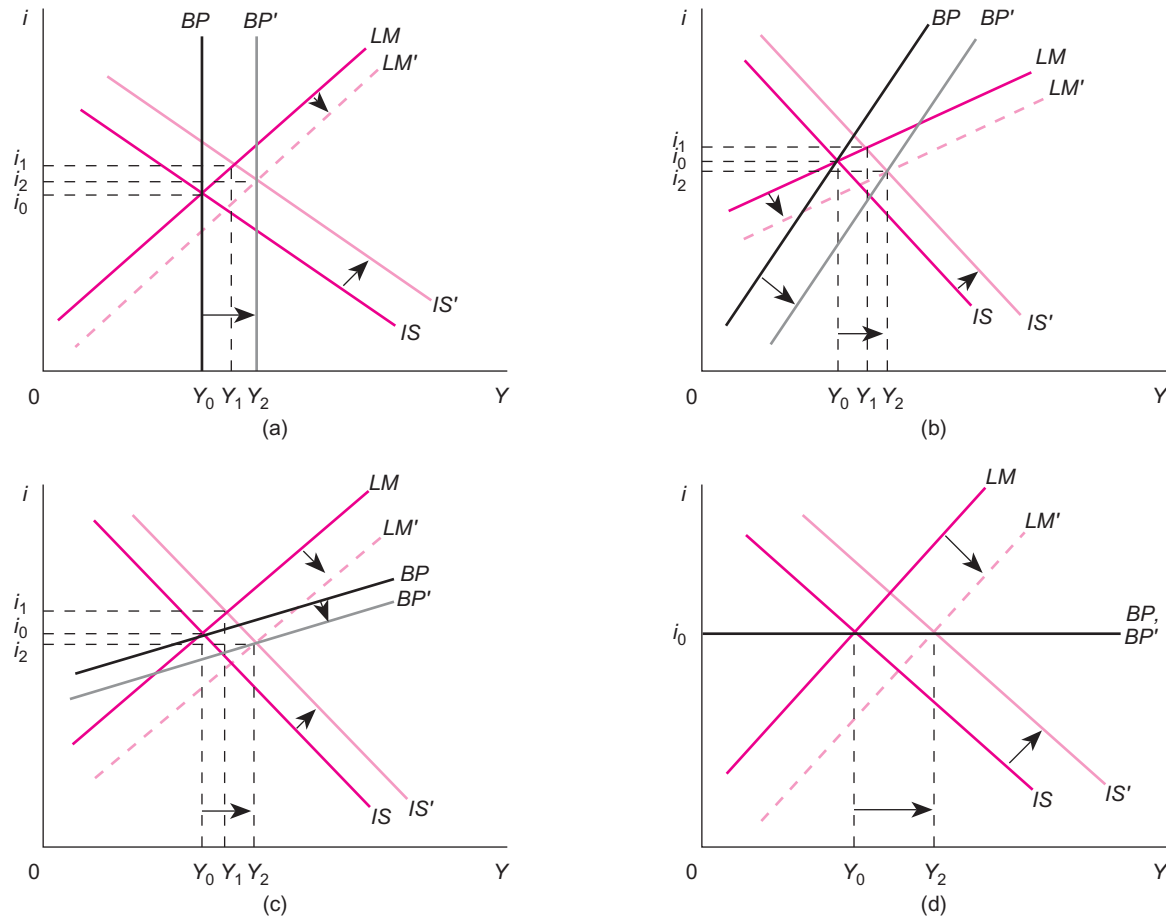 i
BP
BP'
LM
LM'
i₁
i₂
i₀
IS'
IS
0
Y₀
Y₁
Y₂
Y
(a)
i
BP
BP'
LM
LM'
i₁
i₀
i₂
IS
IS'
0
Y₀
Y₁
Y₂
Y
(b)
i
LM
LM'
BP
BP'
i₁
i₀
i₂
IS
IS'
0
Y₀
Y₁
Y₂
Y
(c)
i
LM
LM'
i₀
BP,
BP'
IS
IS'
0
Y₀
Y₂
Y
(d)